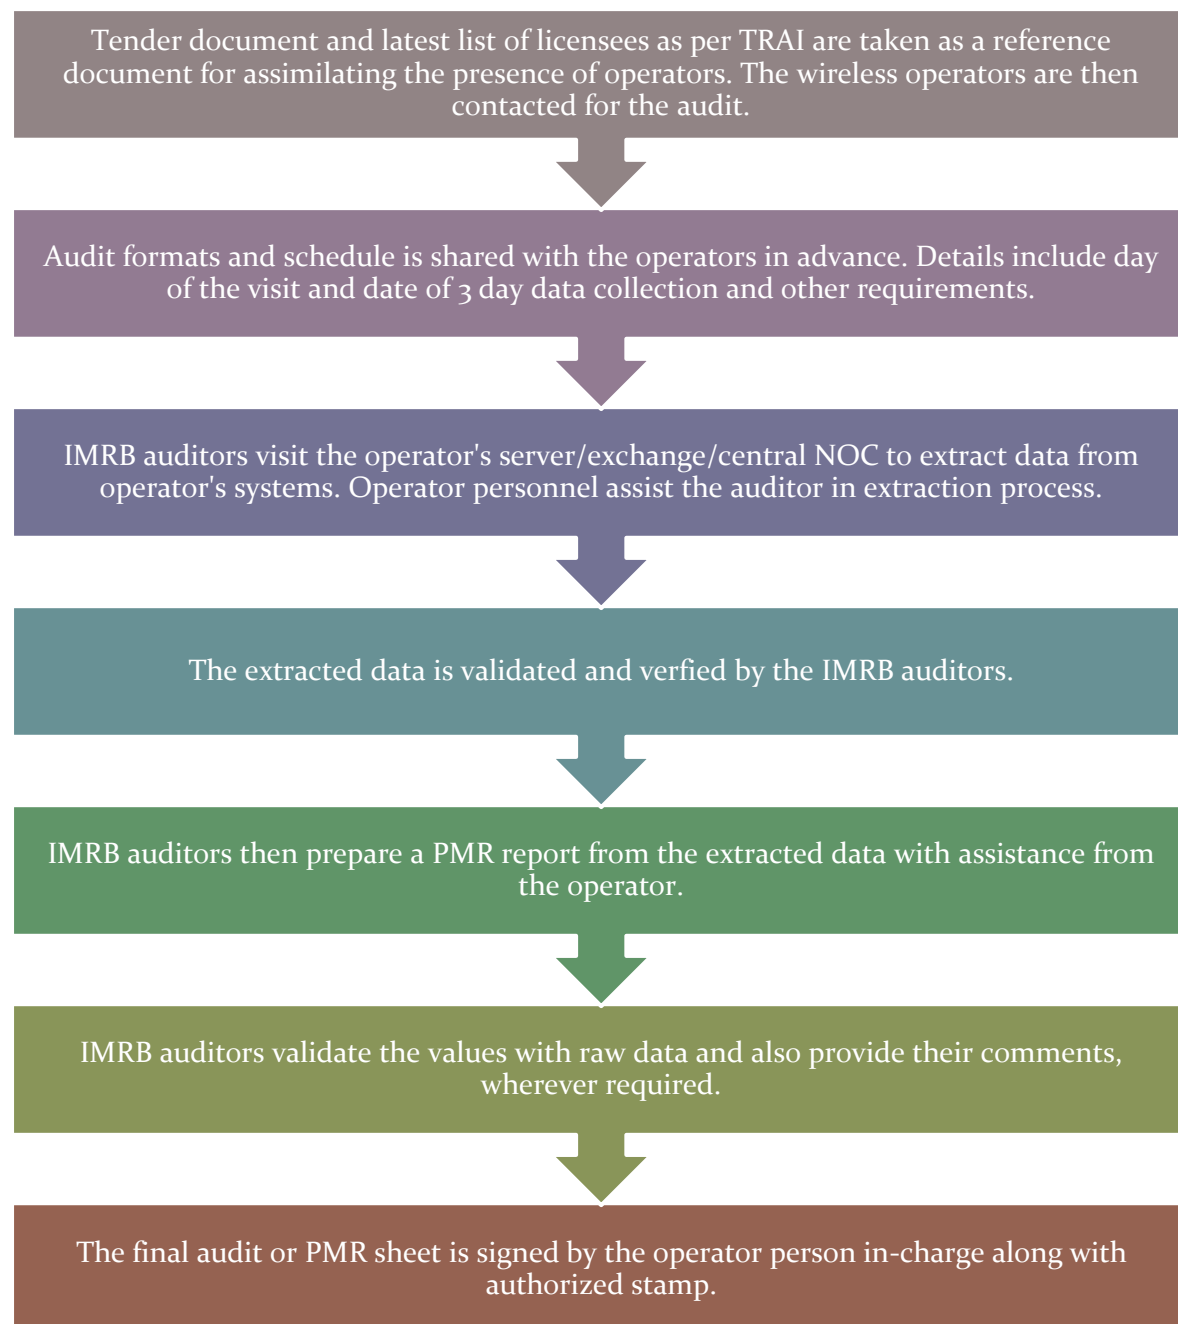 Tender document and latest list of licensees as per TRAI are taken as a reference
document for assimilating the presence of operators. The wireless operators are then
contacted for the audit.
Audit formats and schedule is shared with the operators in advance. Details include day
of the visit and date of 3 day data collection and other requirements.
IMRB auditors visit the operator's server/exchange/central NOC to extract data from
operator's systems. Operator personnel assist the auditor in extraction process.
The extracted data is validated and verfied by the IMRB auditors.
IMRB auditors then prepare a PMR report from the extracted data with assistance from
the operator.
IMRB auditors validate the values with raw data and also provide their comments,
wherever required.
The final audit or PMR sheet is signed by the operator person in-charge along with
authorized stamp.